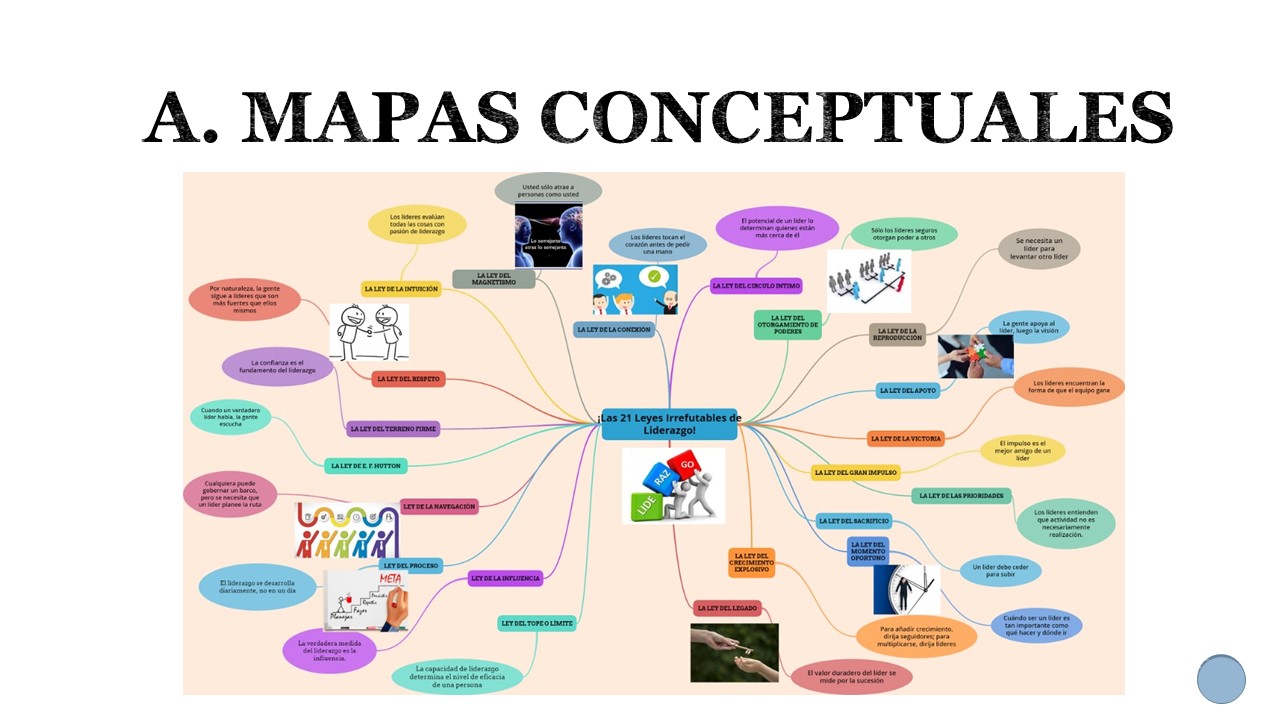 A. MAPAS CONCEPTUALES
Usted sólo atrae a
personas como usted
Lo semejante
atrae lo semejante
LA LEY DEL
MAGNETISMO
Los líderes evalúan
todas las cosas con
pasión de liderazgo
LA LEY DE LA INTUICIÓN
Por naturaleza, la gente
sigue a líderes que son
más fuertes que ellos
mismos
LA LEY DEL RESPETO
La confianza es el
fundamento del liderazgo
LA LEY DEL TERRENO FIRME
Cuando un verdadero
líder habla, la gente
escucha
LA LEY DE E. F. HUTTON
Cualquiera puede
gobernar un barco,
pero se necesita que
un líder planee la ruta
LEY DE LA NAVEGACIÓN
LEY DEL PROCESO
El liderazgo se desarrolla
diariamente, no en un día
META
Persistir
Repetir
Hacer
Planejar
LEY DE LA INFLUENCIA
La verdadera medida
del liderazgo es la
influencia.
LEY DEL TOPE O LÍMITE
La capacidad de liderazgo
determina el nivel de eficacia
de una persona
Los líderes tocan el
corazón antes de pedir
una mano
LA LEY DE LA CONEXIÓN
El potencial de un líder lo
determinan quienes están
más cerca de él
LA LEY DEL CIRCULO INTIMO
Sólo los líderes seguros
otorgan poder a otros
LA LEY DEL
OTORGAMIENTO DE
PODERES
Se necesita un
líder para
levantar otro líder
LA LEY DE LA
REPRODUCCIÓN
La gente apoya al
líder, luego la visión
LA LEY DEL APOYO
Los líderes encuentran la
forma de que el equipo gane
LA LEY DE LA VICTORIA
¡Las 21 Leyes Irrefutables de
Liderazgo!
LIDE
RAZ
GO
El impulso es el
mejor amigo de un
líder
LA LEY DEL GRAN IMPULSO
LA LEY DE LAS PRIORIDADES
Los líderes entienden
que actividad no es
necesariamente
realización.
LA LEY DEL SACRIFICIO
LA LEY DEL
MOMENTO
OPORTUNO
Un líder debe ceder
para subir
Cuándo ser un líder es
tan importante como
qué hacer y dónde ir
LA LEY DEL
CRECIMIENTO
EXPLOSIVO
Para añadir crecimiento,
dirija seguidores; para
multiplicarse, dirija líderes
LA LEY DEL LEGADO
El valor duradero del líder se
mide por la sucesión